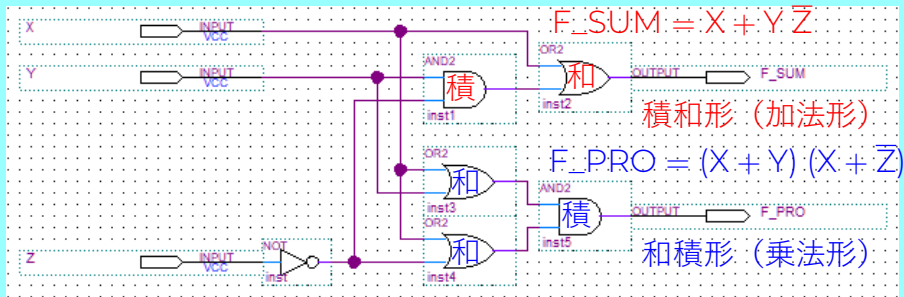 F_SUM = X + Y Z̅
X INPUT VCC
OR2
AND2 和 OUTPUT F_SUM
Y INPUT VCC
積 inst2
inst1
積和形（加法形）
F_PRO = (X + Y) (X + Z̅)
OR2
和 AND2
inst3 積 OUTPUT F_PRO
OR2
和 inst5
inst4
和積形（乗法形）
NOT
Z INPUT VCC
inst